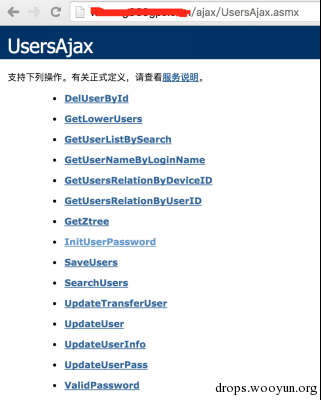 /ajax/UsersAjax.asmx
UsersAjax
支持下列操作。有关正式定义，请查看服务说明。
DelUserById
GetLowerUsers
GetUserListBySearch
GetUserNameByLoginName
GetUsersRelationByDeviceID
GetUsersRelationByUserID
GetZtree
InitUserPassword
SaveUsers
SearchUsers
UpdateTransferUser
UpdateUser
UpdateUserInfo
UpdateUserPass
ValidPassword
drops.wooyun.org